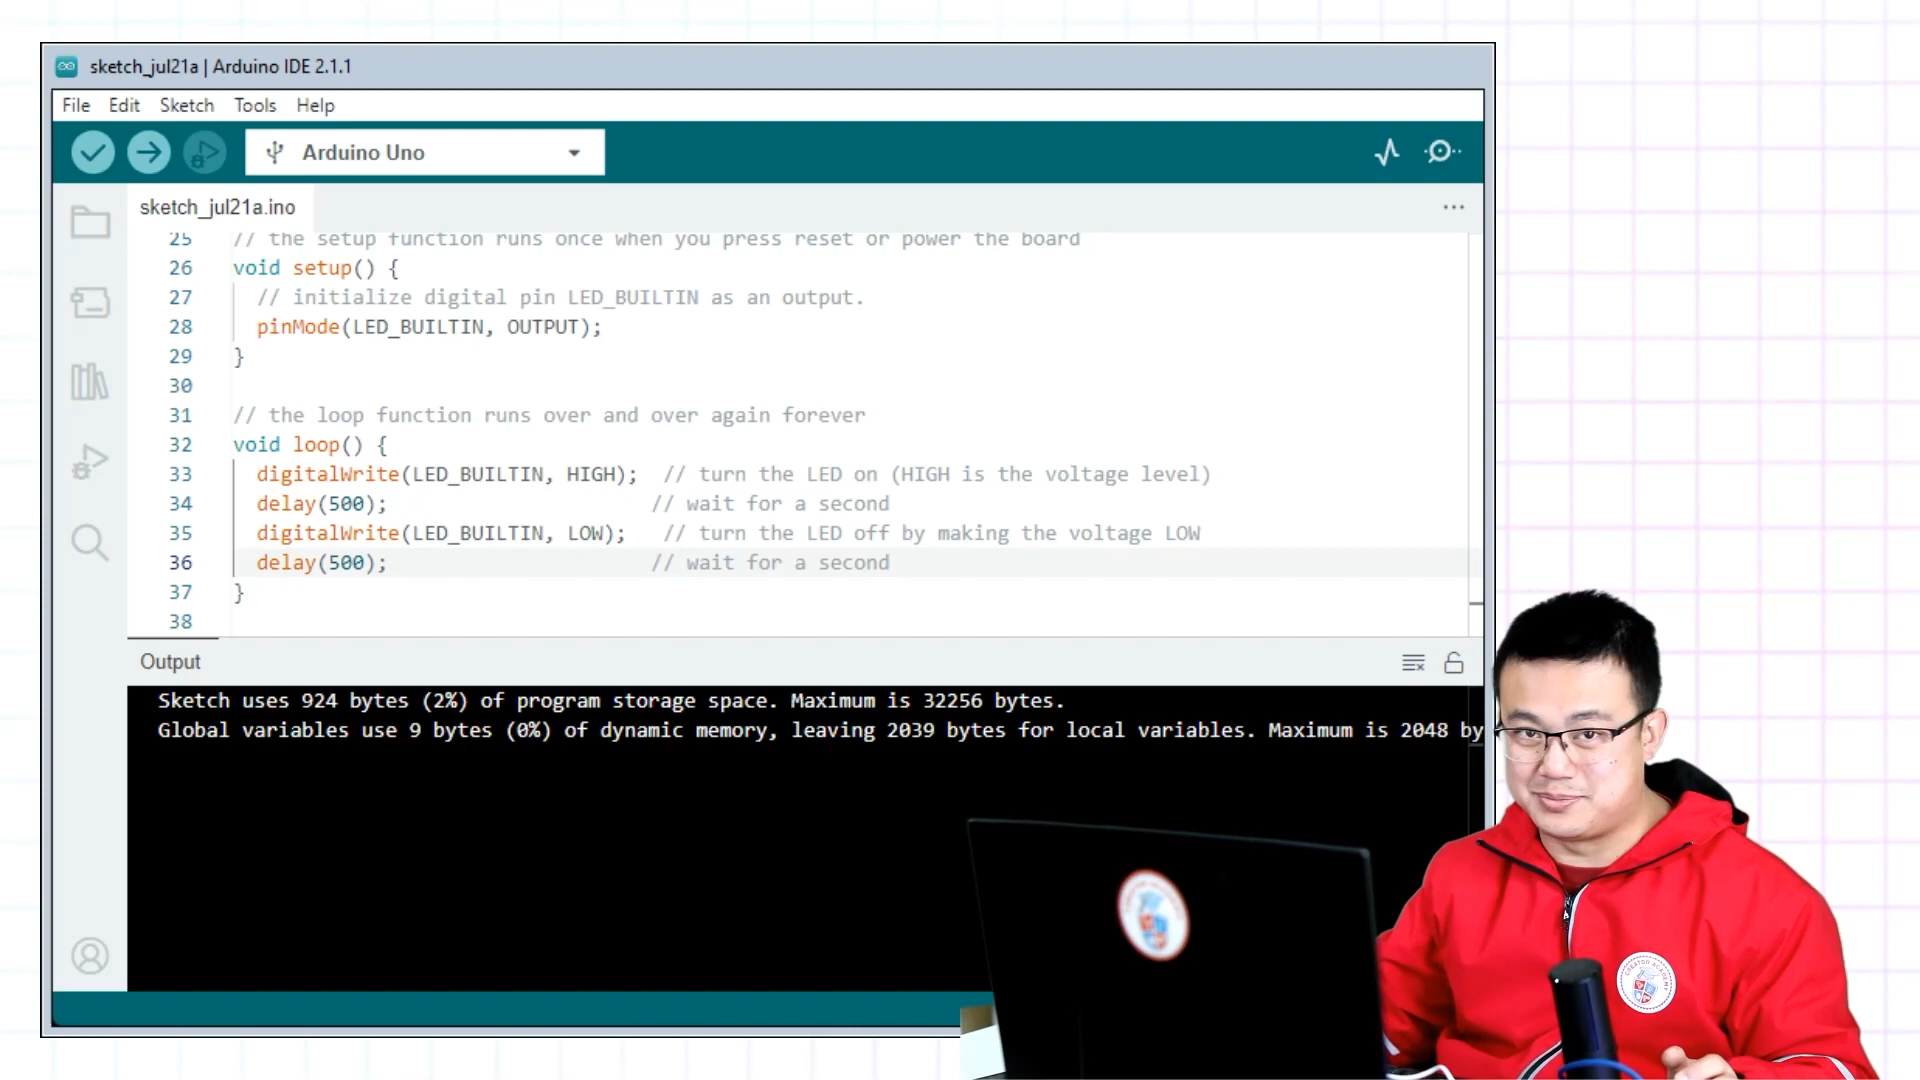 sketch_jul21a | Arduino IDE 2.1.1
File Edit Sketch Tools Help
Arduino Uno
sketch_jul21a.ino
25 // the setup function runs once when you press reset or power the board
26 void setup() {
27 // initialize digital pin LED_BUILTIN as an output.
28 pinMode(LED_BUILTIN, OUTPUT);
29 }
30
31 // the loop function runs over and over again forever
32 void loop() {
33 digitalWrite(LED_BUILTIN, HIGH); // turn the LED on (HIGH is the voltage level)
34 delay(500); // wait for a second
35 digitalWrite(LED_BUILTIN, LOW); // turn the LED off by making the voltage LOW
36 delay(500); // wait for a second
37 }
38
Output
Sketch uses 924 bytes (2%) of program storage space. Maximum is 32256 bytes.
Global variables use 9 bytes (0%) of dynamic memory, leaving 2039 bytes for local variables. Maximum is 2048 by
CREATOR ACADEMY